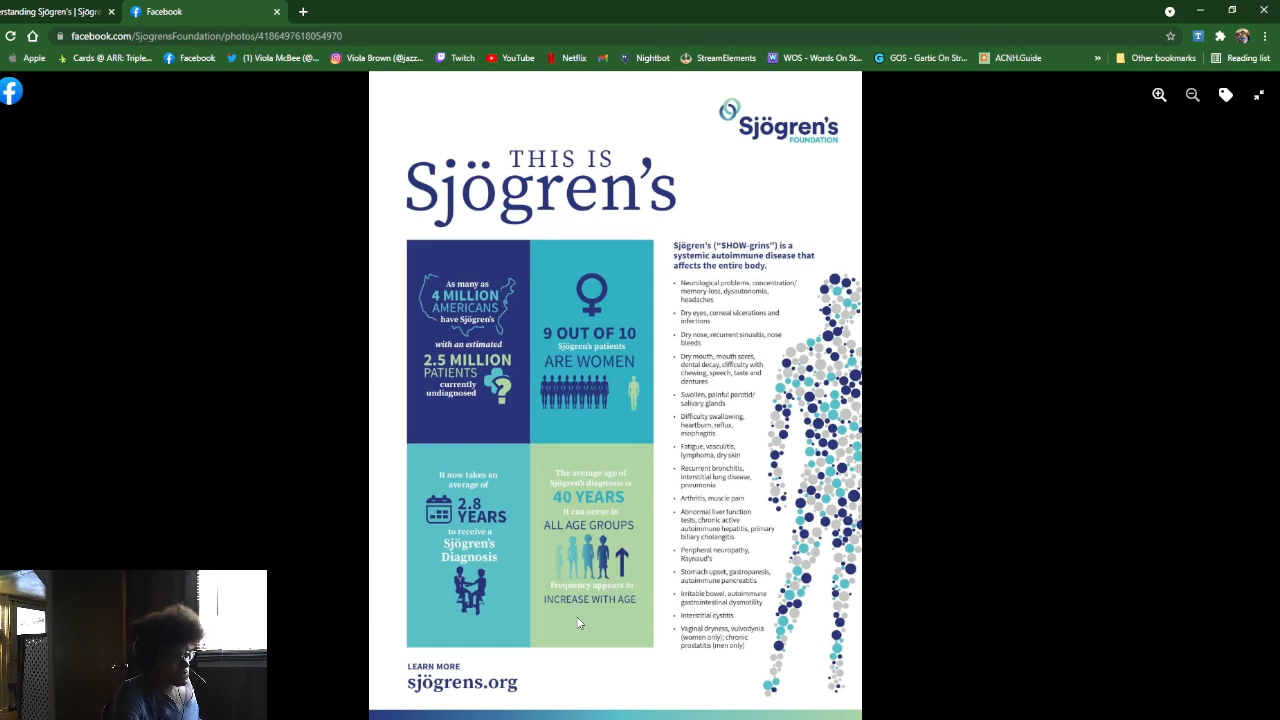 rstanding Sjögren's | Sjögre
Facebook
facebook.com/SjogrensFoundation/photos/4186497618054970
Apple
Cards @ ARR: Triple...
Facebook
(1) Viola McBee (@...
Viola Brown (@jazz...
Twitch
YouTube
Netflix
Nightbot
StreamElements
WOS - Words On St...
GOS - Gartic On Str...
ACNH.Guide
»
Other bookmarks
Reading list
Sjögren's
FOUNDATION
THIS IS
Sjögren's
As many as
4 MILLION
AMERICANS
have Sjögren's
with an estimated
2.5 MILLION
PATIENTS
currently
undiagnosed
?
9 OUT OF 10
Sjögren's patients
ARE WOMEN
It now takes an
average of
2.8
YEARS
to receive a
Sjögren's
Diagnosis
The average age of
Sjögren's diagnosis is
40 YEARS
It can occur in
ALL AGE GROUPS
Frequency appears to
INCREASE WITH AGE
Sjögren's ("SHOW-grins") is a
systemic autoimmune disease that
affects the entire body.
• Neurological problems, concentration/
memory-loss, dysautonomia,
headaches
• Dry eyes, corneal ulcerations and
infections
• Dry nose, recurrent sinusitis, nose
bleeds
• Dry mouth, mouth sores,
dental decay, difficulty with
chewing, speech, taste and
dentures
• Swollen, painful parotid/
salivary glands
• Difficulty swallowing,
heartburn, reflux,
esophagitis
• Fatigue, vasculitis,
lymphoma, dry skin
• Recurrent bronchitis,
interstitial lung disease,
pneumonia
• Arthritis, muscle pain
• Abnormal liver function
tests, chronic active
autoimmune hepatitis, primary
biliary cholangitis
• Peripheral neuropathy,
Raynaud's
• Stomach upset, gastroparesis,
autoimmune pancreatitis
• Irritable bowel, autoimmune
gastrointestinal dysmotility
• Interstitial cystitis
• Vaginal dryness, vulvodynia
(women only); chronic
prostatitis (men only)
LEARN MORE
sjögrens.org